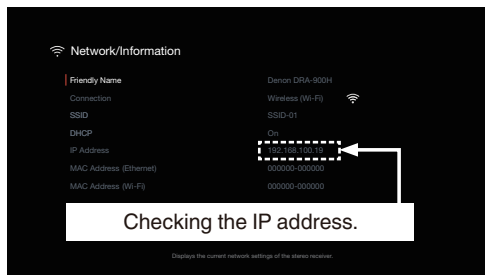 Network/Information
Friendly Name Denon DRA-900H
Connection Wireless (Wi-Fi)
SSID SSID-01
DHCP On
IP Address 192.168.100.19
MAC Address (Ethernet) 000000-000000
MAC Address (Wi-Fi) 000000-000000
Checking the IP address.
Displays the current network settings of the stereo receiver.